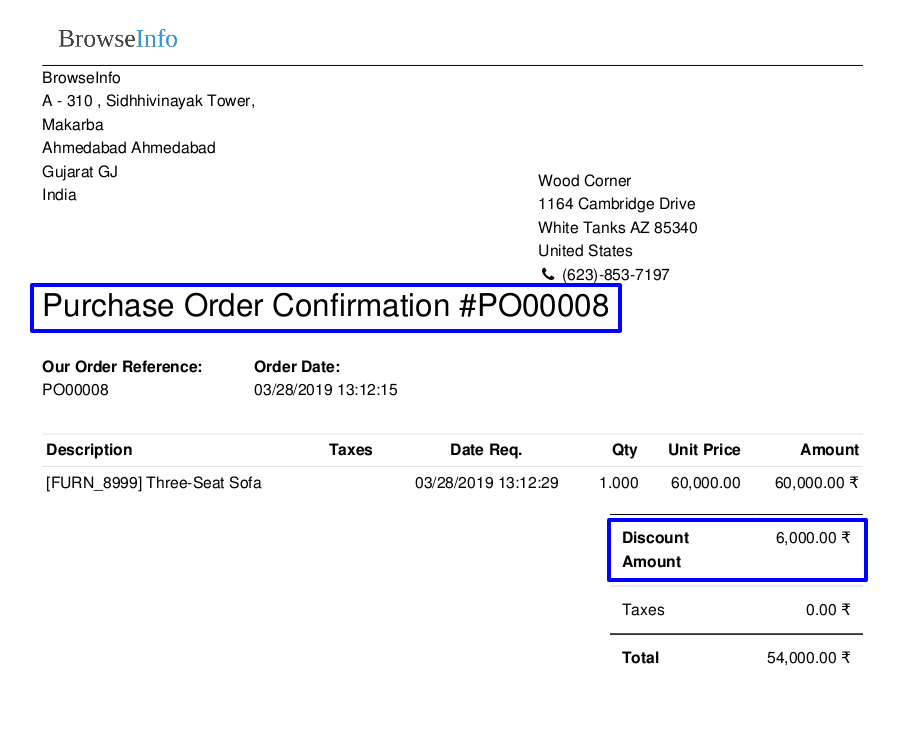 BrowseInfo
BrowseInfo
A - 310 , Sidhhivinayak Tower,
Makarba
Ahmedabad Ahmedabad
Gujarat GJ
India
Wood Corner
1164 Cambridge Drive
White Tanks AZ 85340
United States
(623)-853-7197
Purchase Order Confirmation #PO00008
Our Order Reference: Order Date:
PO00008 03/28/2019 13:12:15
Description Taxes Date Req. Qty Unit Price Amount
[FURN_8999] Three-Seat Sofa 03/28/2019 13:12:29 1.000 60,000.00 60,000.00 ₹
Discount 6,000.00 ₹
Amount
Taxes 0.00 ₹
Total 54,000.00 ₹